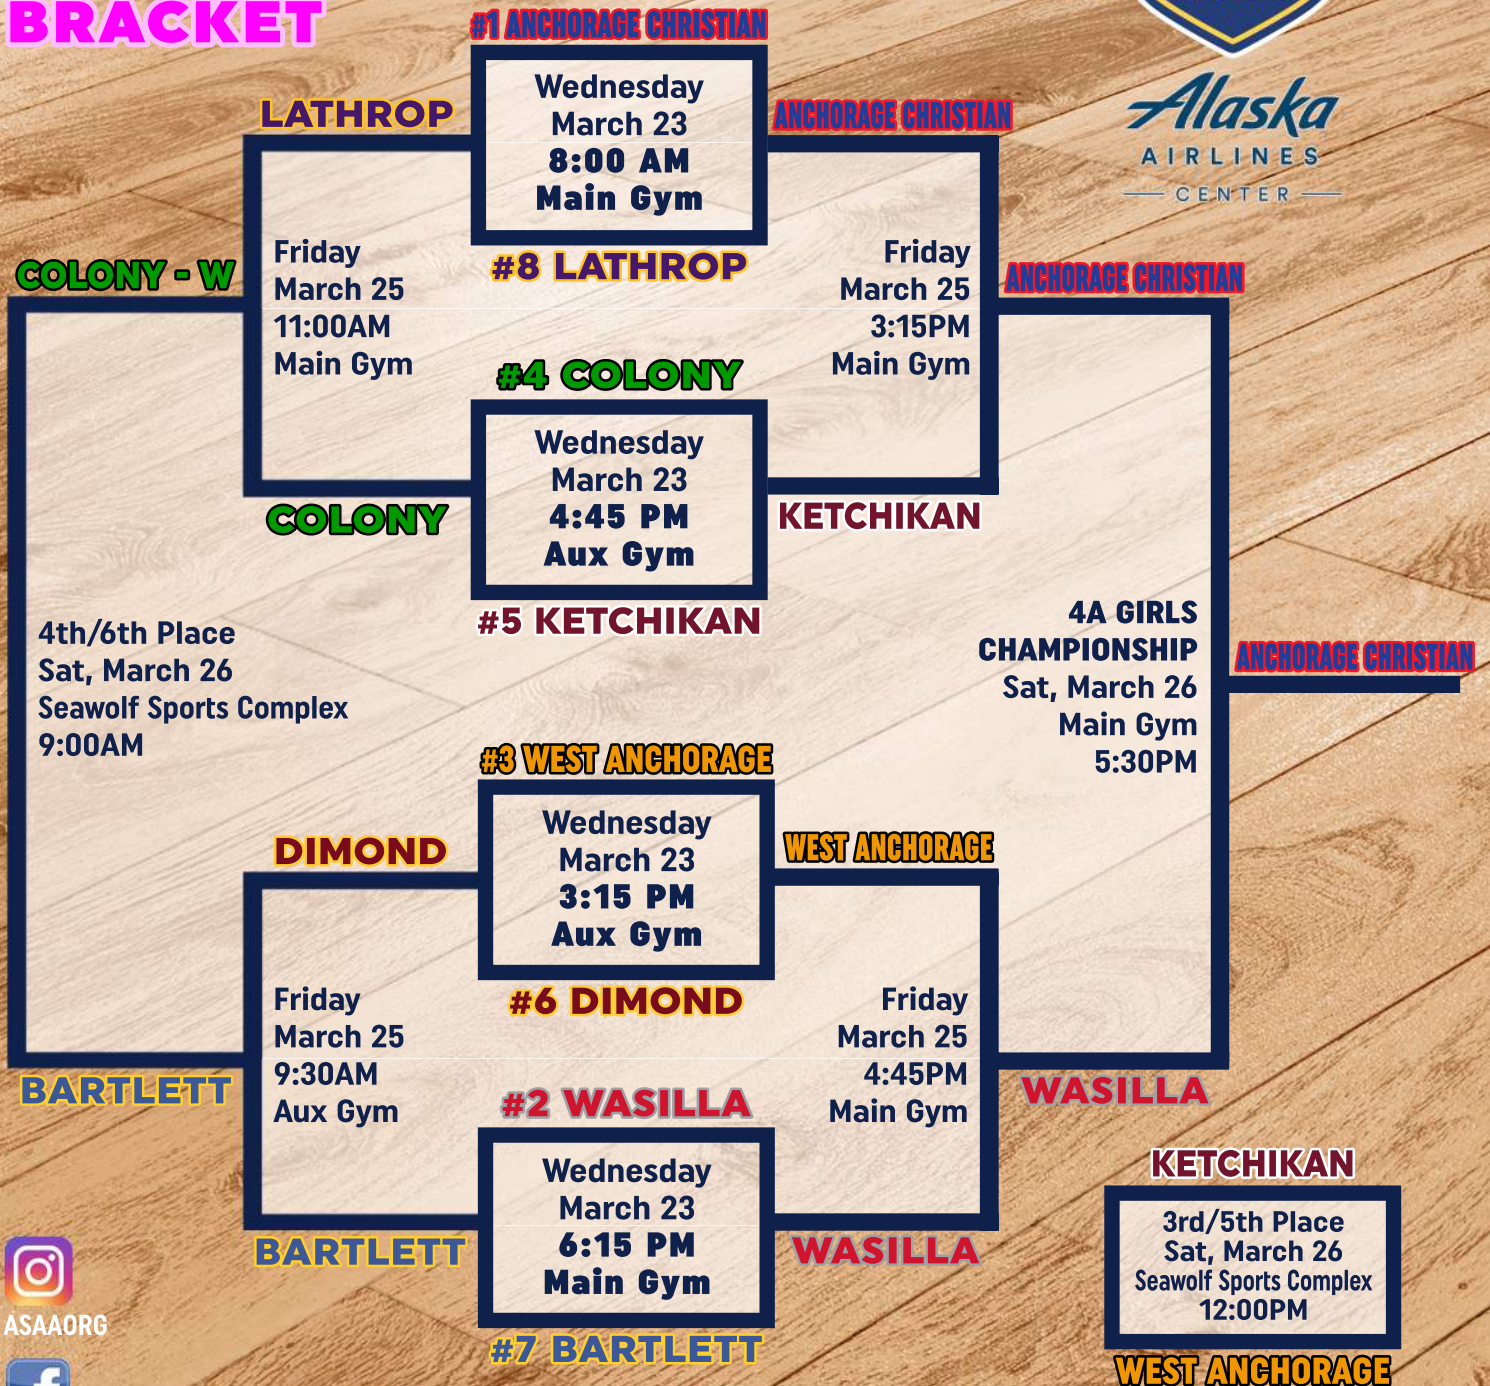 BRACKET
#1 ANCHORAGE CHRISTIAN
Wednesday
March 23
8:00 AM
Main Gym
#8 LATHROP
LATHROP
ANCHORAGE CHRISTIAN
Alaska
AIRLINES
CENTER
COLONY - W
Friday
March 25
11:00AM
Main Gym
Friday
March 25
3:15PM
Main Gym
ANCHORAGE CHRISTIAN
#4 COLONY
Wednesday
March 23
4:45 PM
Aux Gym
#5 KETCHIKAN
COLONY
KETCHIKAN
4th/6th Place
Sat, March 26
Seawolf Sports Complex
9:00AM
4A GIRLS
CHAMPIONSHIP
Sat, March 26
Main Gym
5:30PM
ANCHORAGE CHRISTIAN
#3 WEST ANCHORAGE
Wednesday
March 23
3:15 PM
Aux Gym
#6 DIMOND
DIMOND
WEST ANCHORAGE
Friday
March 25
9:30AM
Aux Gym
Friday
March 25
4:45PM
Main Gym
BARTLETT
WASILLA
#2 WASILLA
Wednesday
March 23
6:15 PM
Main Gym
#7 BARTLETT
BARTLETT
WASILLA
KETCHIKAN
3rd/5th Place
Sat, March 26
Seawolf Sports Complex
12:00PM
WEST ANCHORAGE
ASAAORG